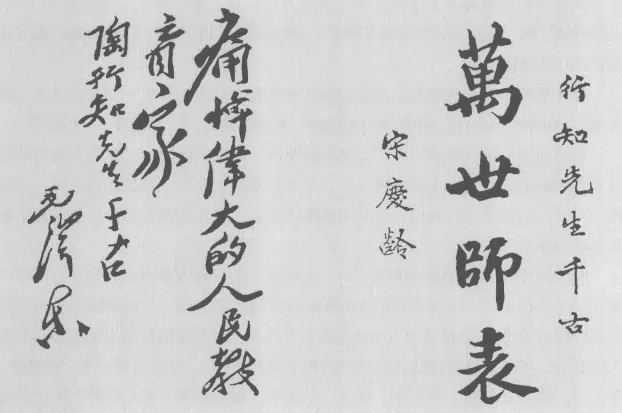 行知先生千古
萬世師表
宋慶齡
痛悼偉大的人民教
育家
陶行知先生千古
毛澤东